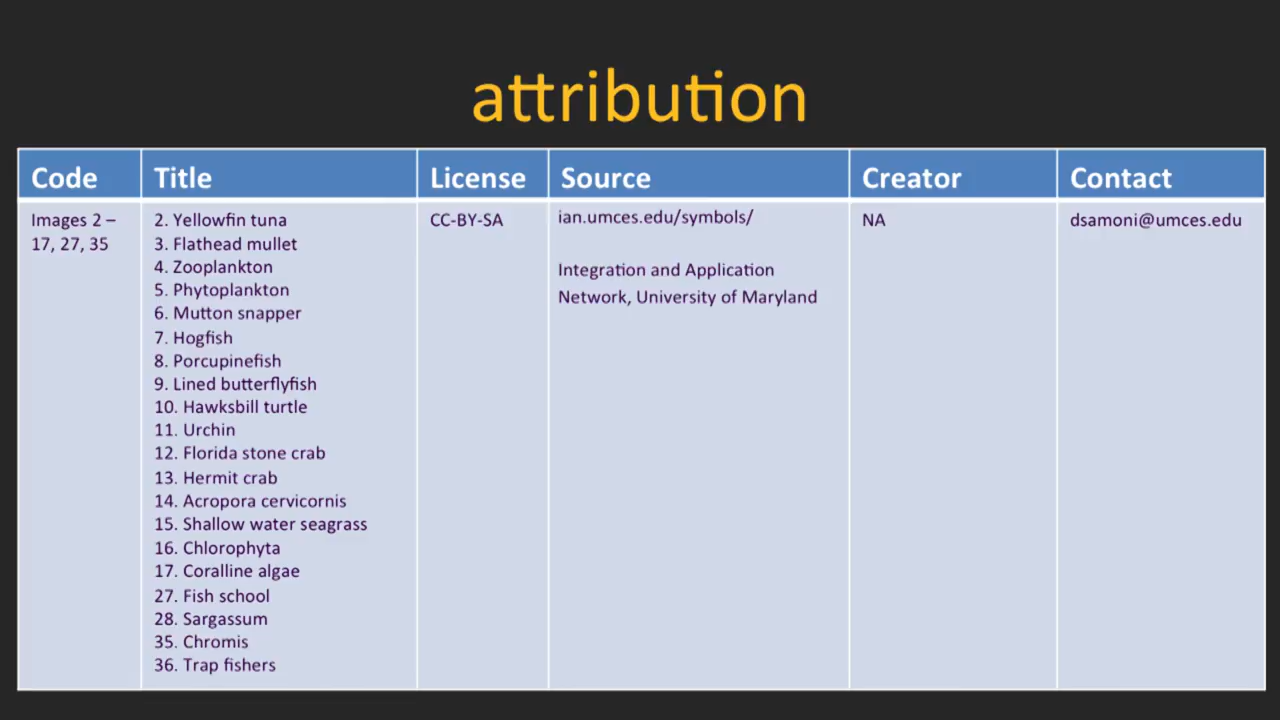 attribution
Code
Title
License
Source
Creator
Contact
Images 2 –
17, 27, 35
2. Yellowfin tuna
3. Flathead mullet
4. Zooplankton
5. Phytoplankton
6. Mutton snapper
7. Hogfish
8. Porcupinefish
9. Lined butterflyfish
10. Hawksbill turtle
11. Urchin
12. Florida stone crab
13. Hermit crab
14. Acropora cervicornis
15. Shallow water seagrass
16. Chlorophyta
17. Coralline algae
27. Fish school
28. Sargassum
35. Chromis
36. Trap fishers
CC-BY-SA
ian.umces.edu/symbols/
Integration and Application
Network, University of Maryland
NA
dsamoni@umces.edu